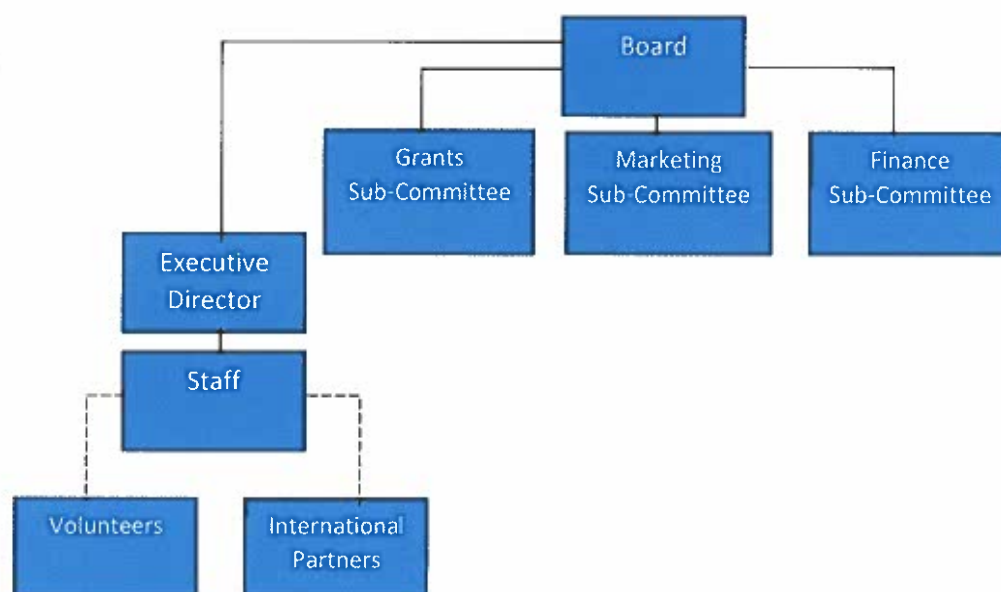 Board
Grants
Sub-Committee
Marketing
Sub-Committee
Finance
Sub-Committee
Executive
Director
Staff
Volunteers
International
Partners